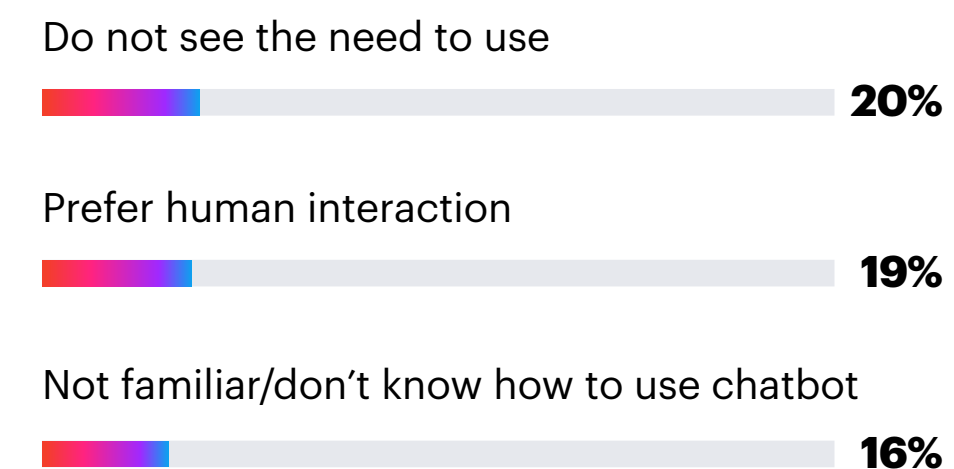 Do not see the need to use
20%
Prefer human interaction
19%
Not familiar/don’t know how to use chatbot
16%